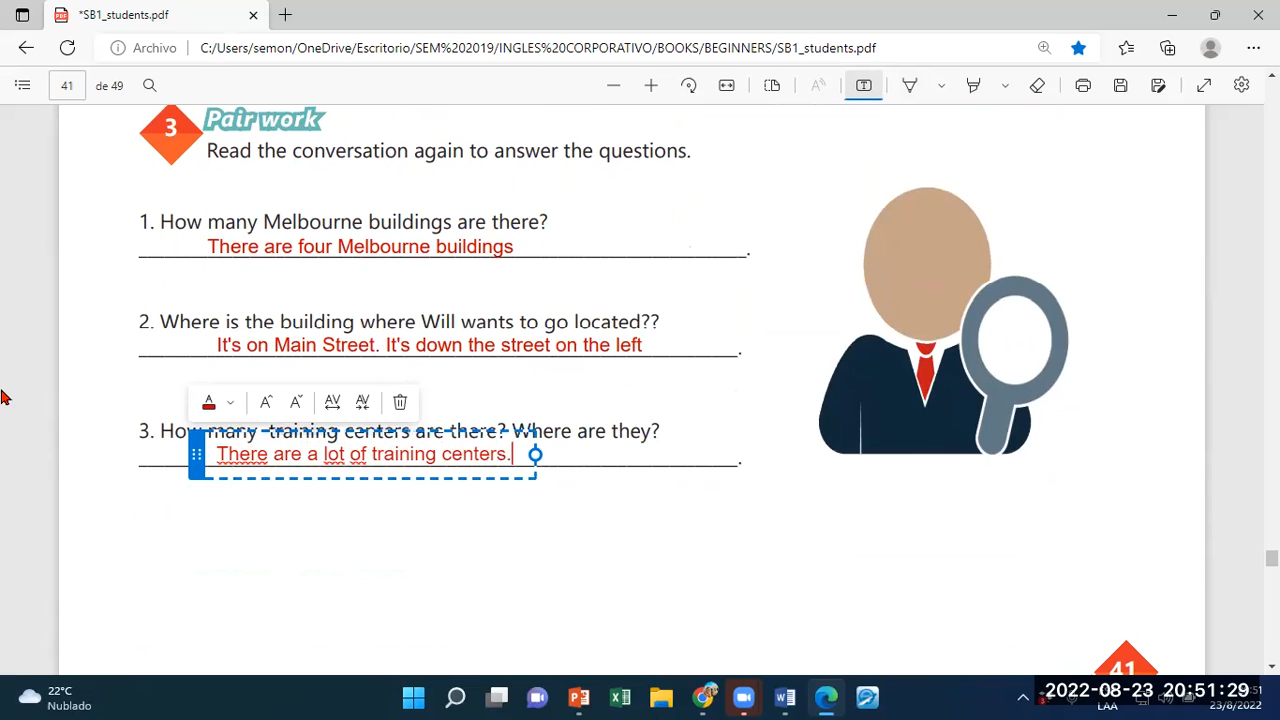 *SB1_students.pdf
Archivo
C:/Users/semon/OneDrive/Escritorio/SEM%202019/INGLES%20CORPORATIVO/BOOKS/BEGINNERS/SB1_students.pdf
41 de 49
3 Pair work
Read the conversation again to answer the questions.
1. How many Melbourne buildings are there?
There are four Melbourne buildings
2. Where is the building where Will wants to go located??
It's on Main Street. It's down the street on the left
3. How many training centers are there? Where are they?
There are a lot of training centers.
41
22°C
Nublado
LAA
2022-08-23 20:51:29
23/8/2022